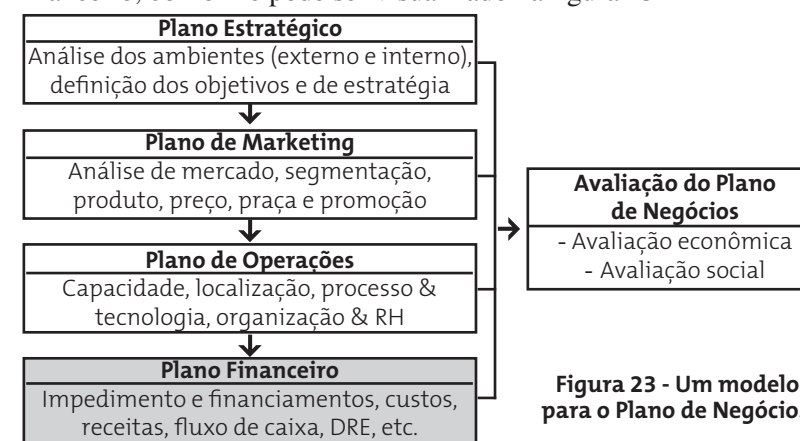 Plano Estratégico
Análise dos ambientes (externo e interno),
definição dos objetivos e de estratégia
Plano de Marketing
Análise de mercado, segmentação,
produto, preço, praça e promoção
Plano de Operações
Capacidade, localização, processo &
tecnologia, organização & RH
Plano Financeiro
Impedimento e financiamentos, custos,
receitas, fluxo de caixa, DRE, etc.
Avaliação do Plano
de Negócios
- Avaliação econômica
- Avaliação social
Figura 23 - Um modelo
para o Plano de Negócio